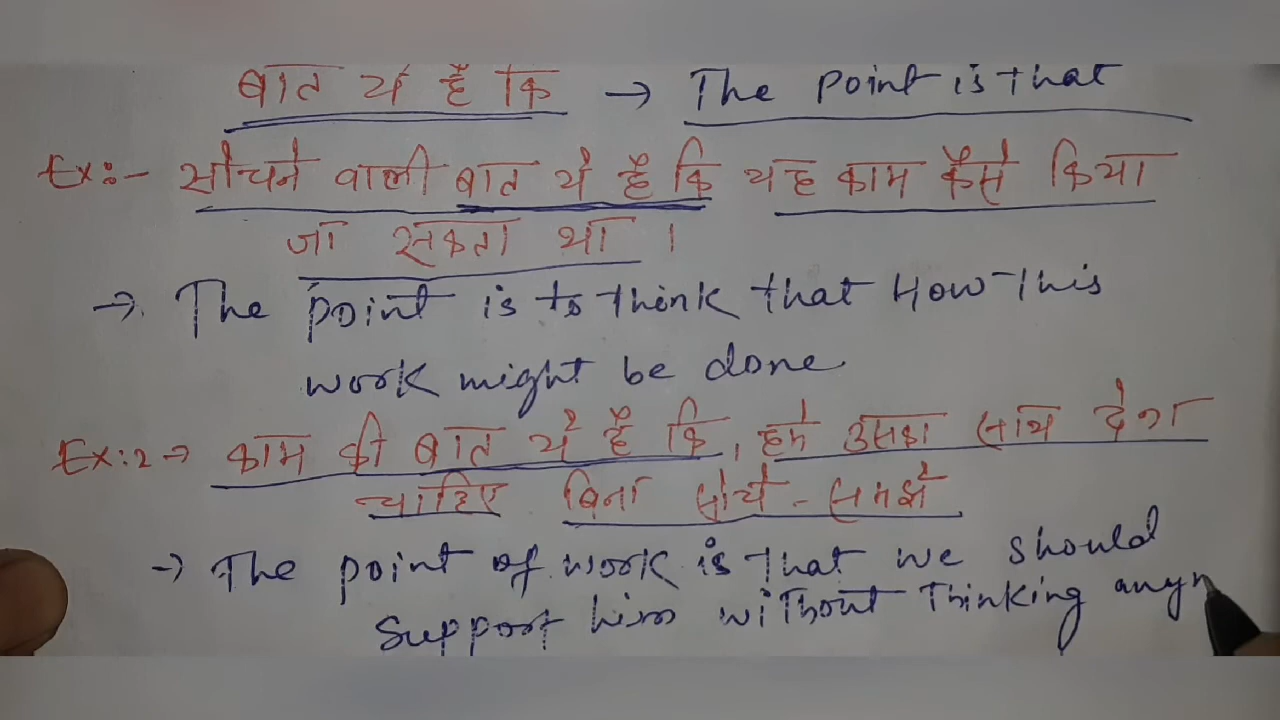 बात ये है कि → The point is that
Ex:- सोचने वाली बात ये है कि यह काम कैसे किया
जा सकता था ।
→ The point is to think that How This
work might be done
Ex:2→ काम की बात ये है कि, हमे उसका साथ देना
चाहिए बिना सोचे-समझे
→ The point of work is that we should
support him without Thinking